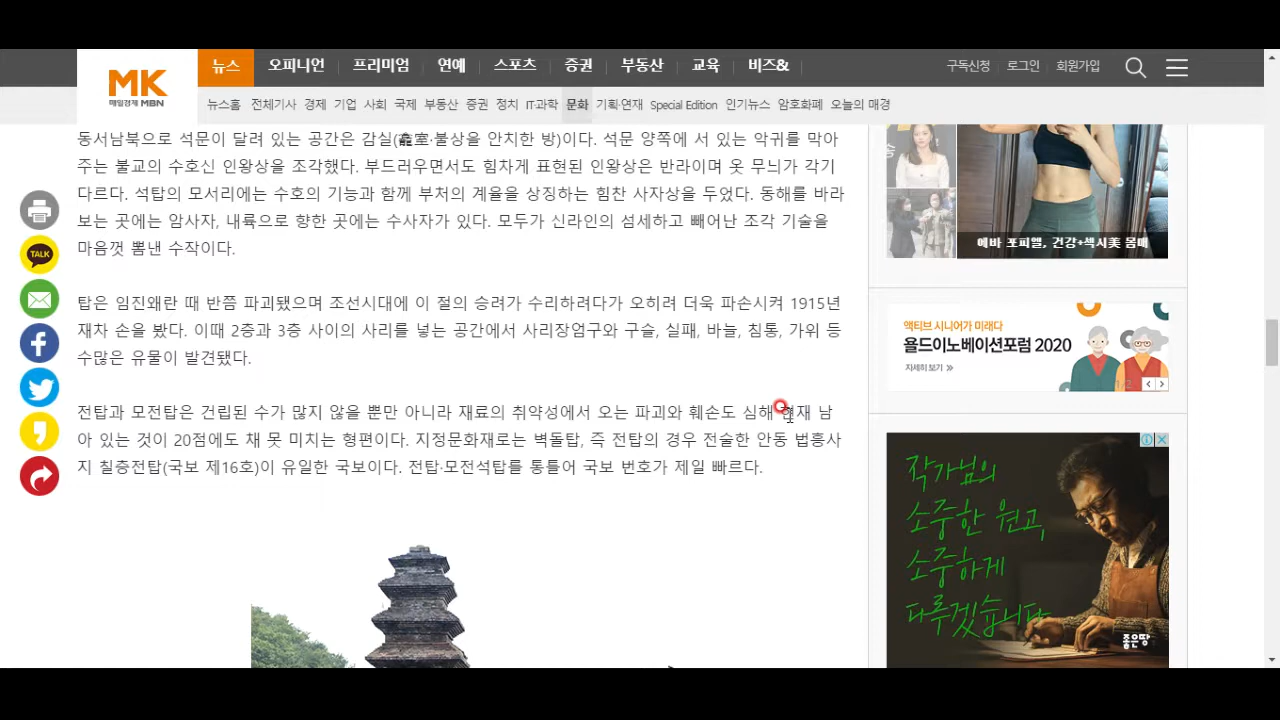 MK
매일경제 MBN
뉴스 오피니언 프리미엄 연예 스포츠 증권 부동산 교육 비즈&
구독신청 로그인 회원가입
뉴스홈 전체기사 경제 기업 사회 국제 부동산 증권 정치 IT·과학 문화 기획·연재 Special Edition 인기뉴스 암호화폐 오늘의 매경
동서남북으로 석문이 달려 있는 공간은 감실(龕室·불상을 안치한 방)이다. 석문 양쪽에 서 있는 악귀를 막아
주는 불교의 수호신 인왕상을 조각했다. 부드러우면서도 힘차게 표현된 인왕상은 반라이며 옷 무늬가 각기
다르다. 석탑의 모서리에는 수호의 기능과 함께 부처의 계율을 상징하는 힘찬 사자상을 두었다. 동해를 바라
보는 곳에는 암사자, 내륙으로 향한 곳에는 수사자가 있다. 모두가 신라인의 섬세하고 빼어난 조각 기술을
마음껏 뽐낸 수작이다.
탑은 임진왜란 때 반쯤 파괴됐으며 조선시대에 이 절의 승려가 수리하려다가 오히려 더욱 파손시켜 1915년
재차 손을 봤다. 이때 2층과 3층 사이의 사리를 넣는 공간에서 사리장엄구와 구슬, 실패, 바늘, 침통, 가위 등
수많은 유물이 발견됐다.
전탑과 모전탑은 건립된 수가 많지 않을 뿐만 아니라 재료의 취약성에서 오는 파괴와 훼손도 심해 현재 남
아 있는 것이 20점에도 채 못 미치는 형편이다. 지정문화재로는 벽돌탑, 즉 전탑의 경우 전술한 안동 법흥사
지 칠층전탑(국보 제16호)이 유일한 국보이다. 전탑·모전석탑를 통틀어 국보 번호가 제일 빠르다.
TALK
에바 포피엘, 건강+섹시美 몸매
액티브 시니어가 미래다
욜드이노베이션포럼 2020
자세히 보기
작가님의
소중한 원고,
소중하게
다루겠습니다
좋은땅